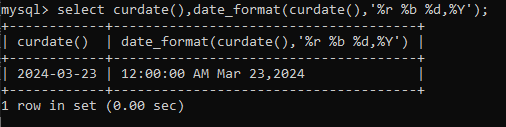 mysql> select curdate(),date_format(curdate(),'%r %b %d,%Y');
+------------+--------------------------------------+
| curdate()  | date_format(curdate(),'%r %b %d,%Y') |
+------------+--------------------------------------+
| 2024-03-23 | 12:00:00 AM Mar 23,2024              |
+------------+--------------------------------------+
1 row in set (0.00 sec)